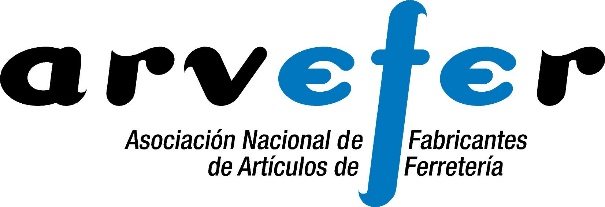 arvefer
Asociación Nacional de Fabricantes
de Artículos de Ferretería